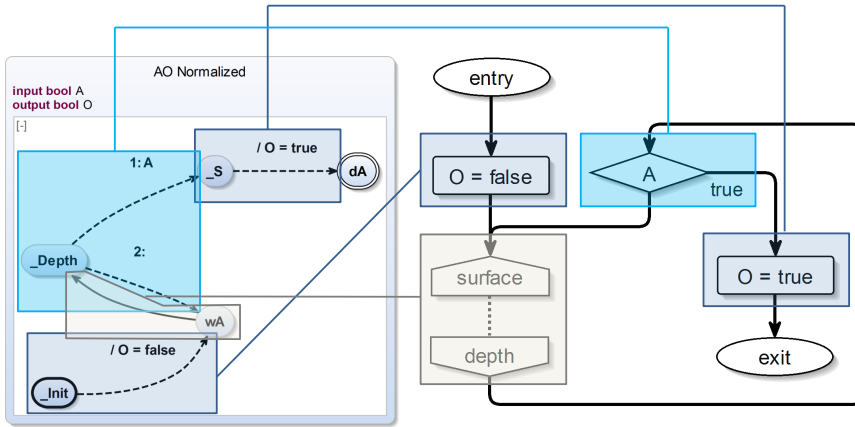 AO Normalized
input bool A
output bool O
[-]
/ O = true
1: A
_S
dA
2:
_Depth
wA
/ O = false
_Init
entry
O = false
A
true
surface
O = true
depth
exit